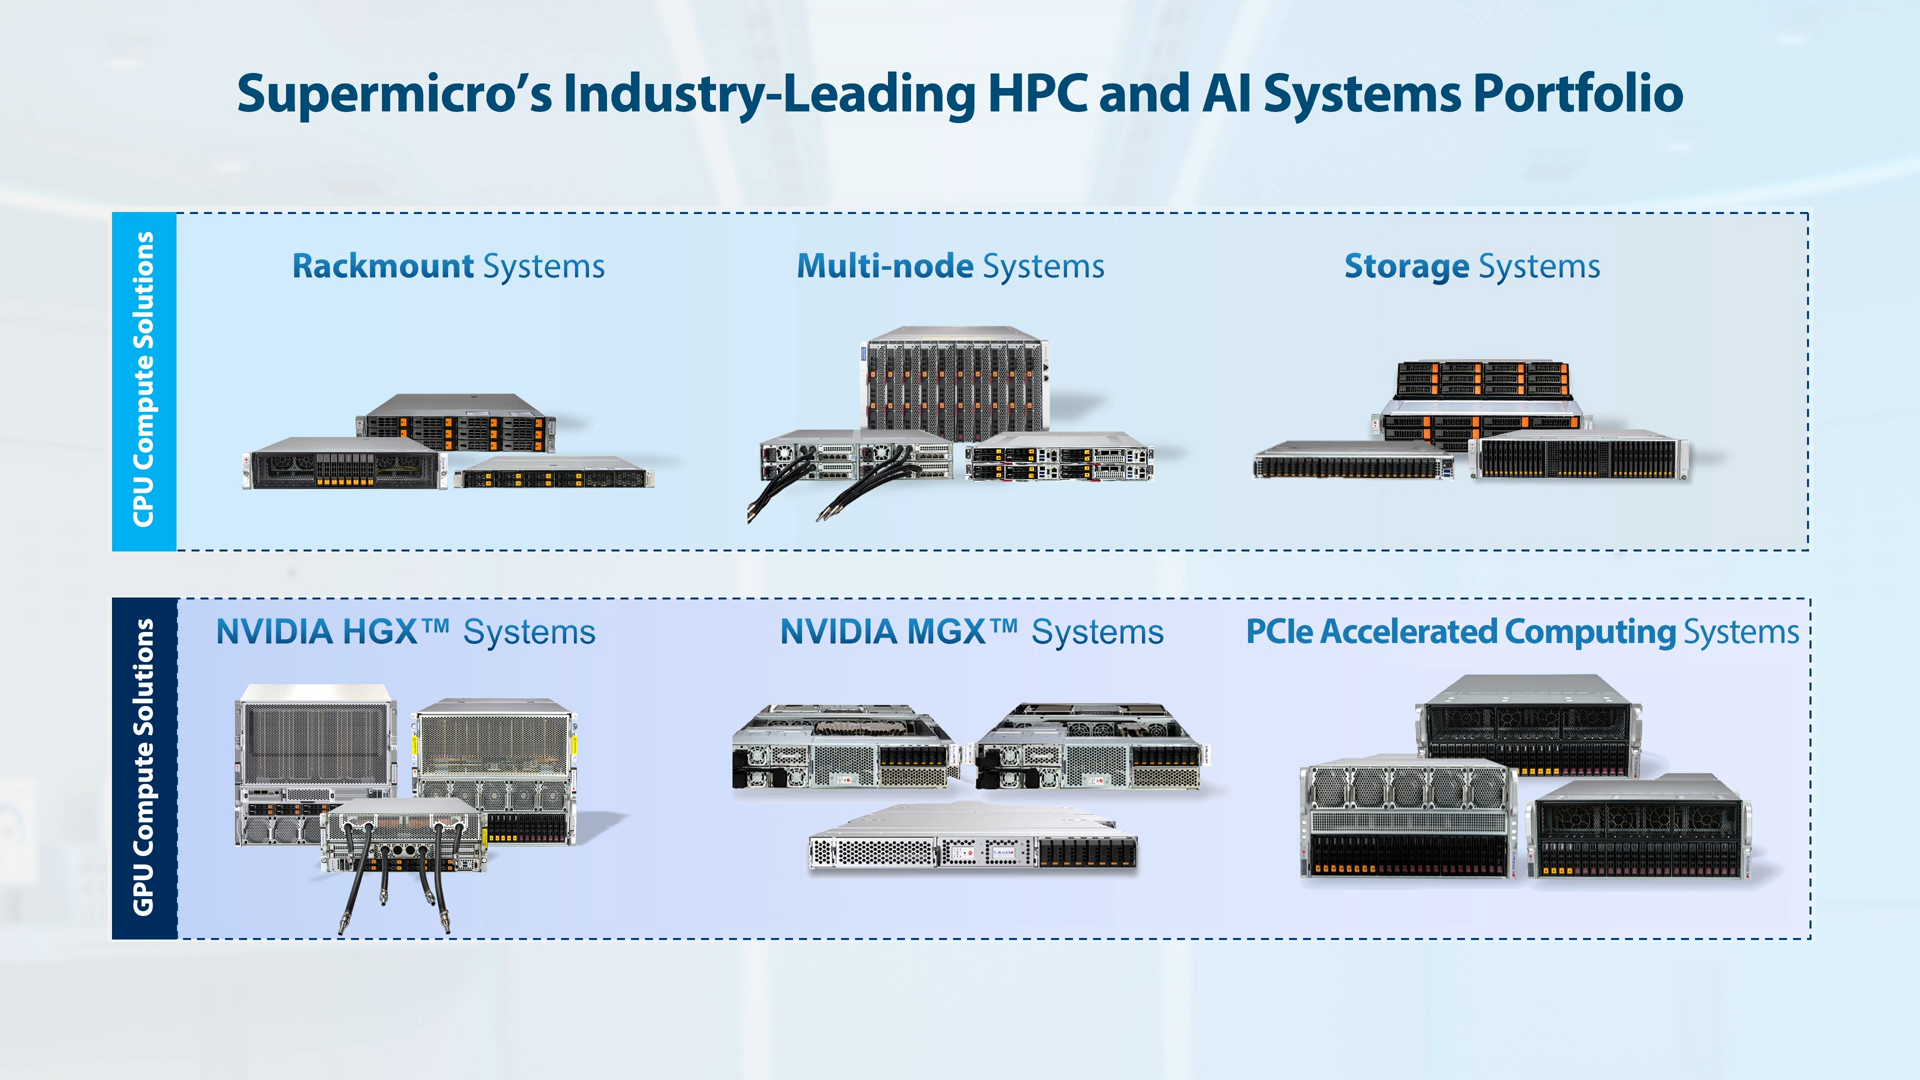 Supermicro’s Industry-Leading HPC and AI Systems Portfolio
CPU Compute Solutions
Rackmount Systems
Multi-node Systems
Storage Systems
GPU Compute Solutions
NVIDIA HGX™ Systems
NVIDIA MGX™ Systems
PCIe Accelerated Computing Systems